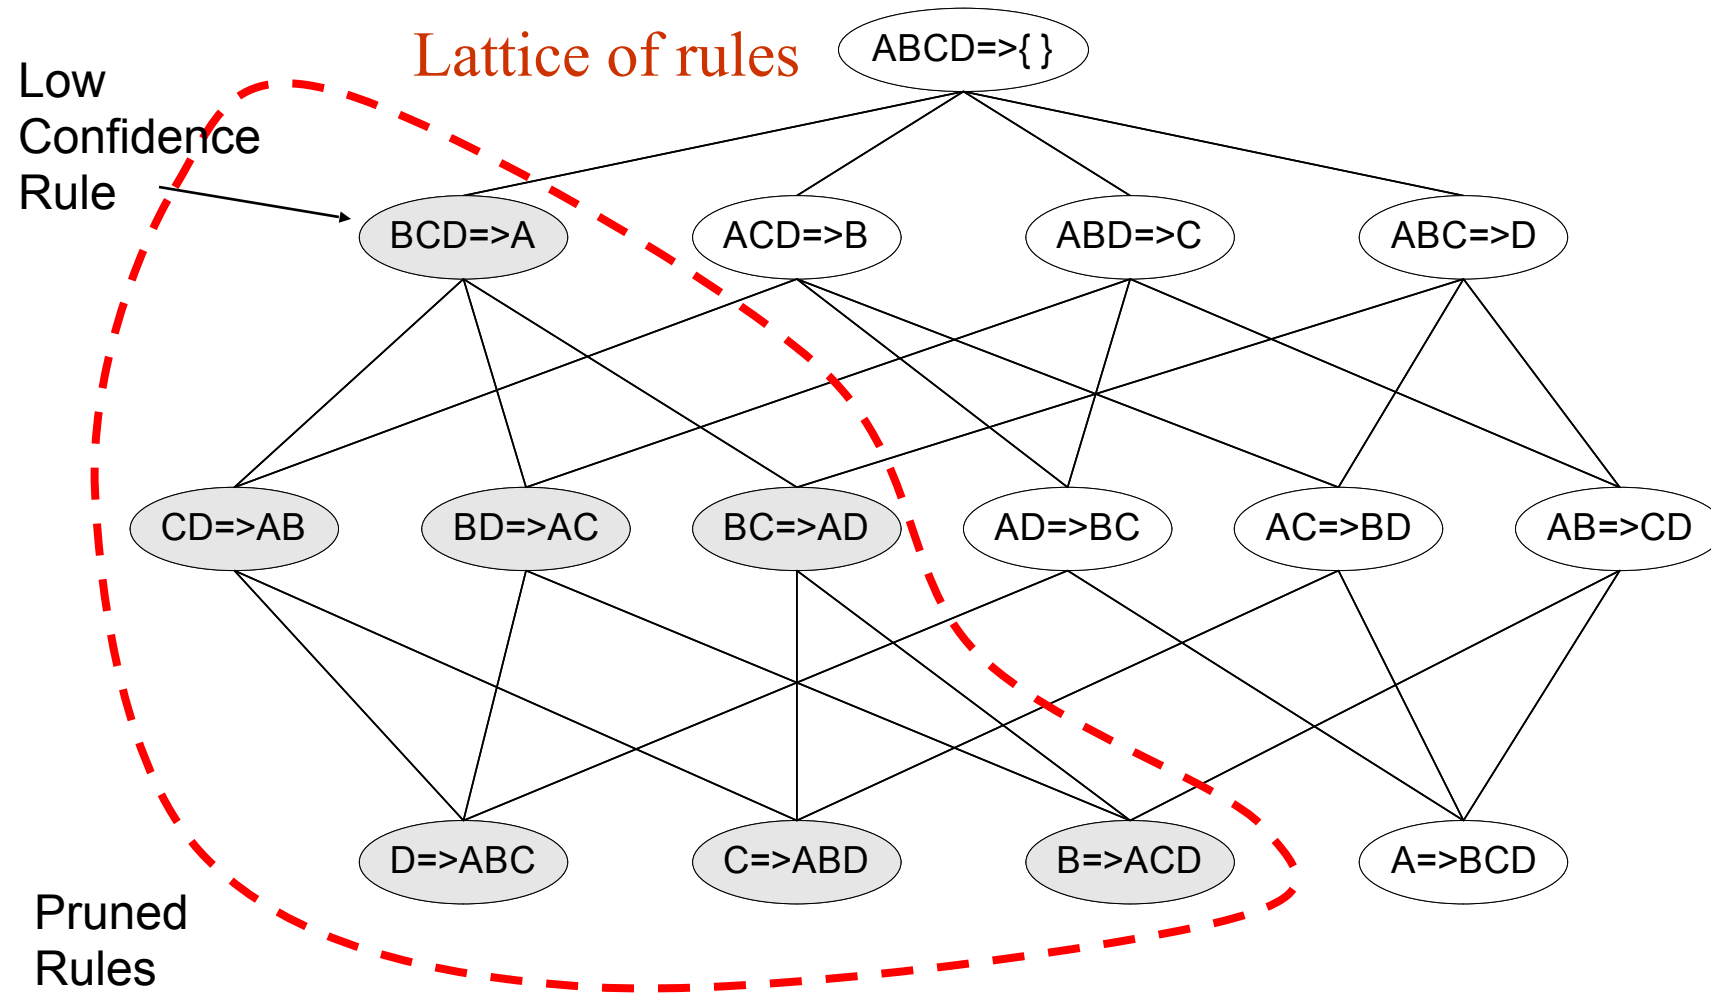 Lattice of rules
ABCD=>{ }
Low
Confidence
Rule
BCD=>A
ACD=>B
ABD=>C
ABC=>D
CD=>AB
BD=>AC
BC=>AD
AD=>BC
AC=>BD
AB=>CD
D=>ABC
C=>ABD
B=>ACD
A=>BCD
Pruned
Rules